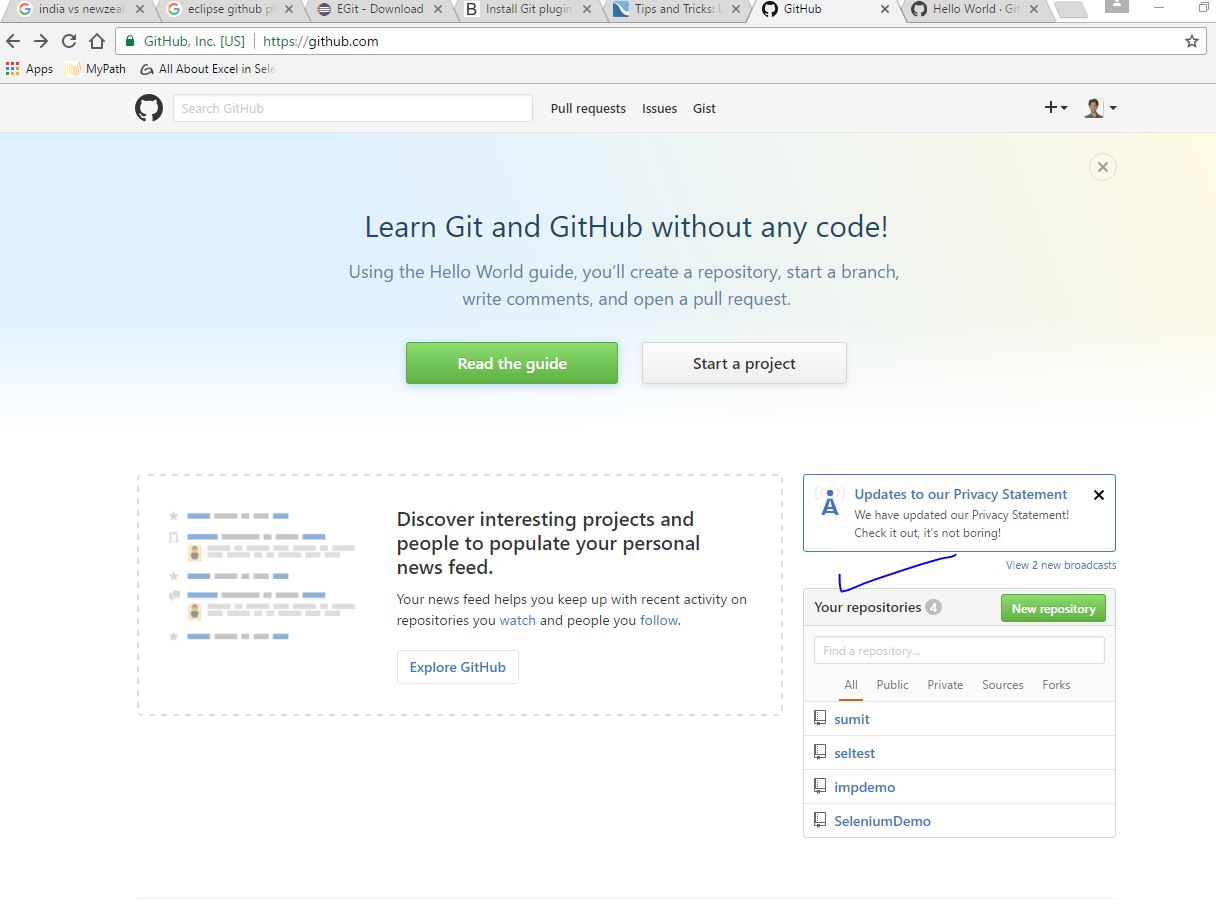 india vs newzeal
eclipse github pl
EGit - Download
Install Git plugin
Tips and Tricks: U
GitHub
Hello World · Git
GitHub, Inc. [US] https://github.com
Apps MyPath All About Excel in Sele
Search GitHub Pull requests Issues Gist
Learn Git and GitHub without any code!
Using the Hello World guide, you’ll create a repository, start a branch,
write comments, and open a pull request.
Read the guide Start a project
Discover interesting projects and
people to populate your personal
news feed.
Your news feed helps you keep up with recent activity on
repositories you watch and people you follow.
Explore GitHub
Updates to our Privacy Statement
We have updated our Privacy Statement!
Check it out, it's not boring!
View 2 new broadcasts
Your repositories 4 New repository
Find a repository...
All Public Private Sources Forks
sumit
seltest
impdemo
SeleniumDemo